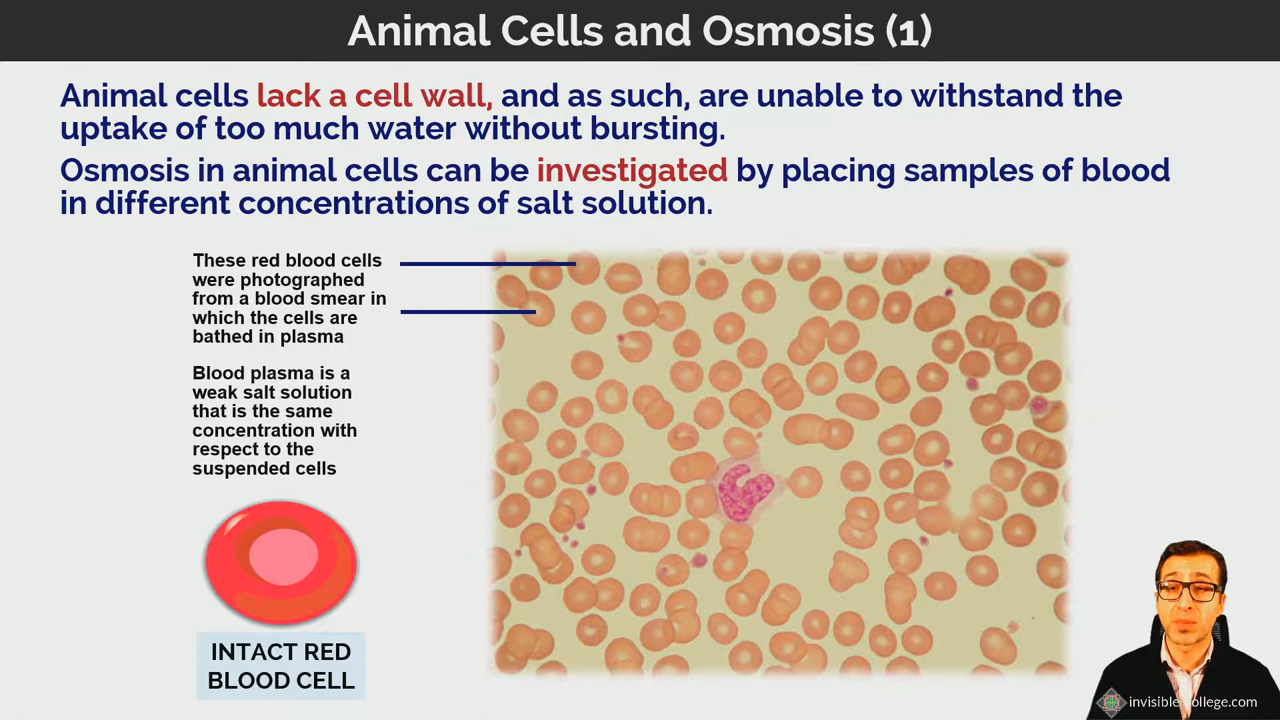 Animal Cells and Osmosis (1)
Animal cells lack a cell wall, and as such, are unable to withstand the
uptake of too much water without bursting.
Osmosis in animal cells can be investigated by placing samples of blood
in different concentrations of salt solution.
These red blood cells
were photographed
from a blood smear in
which the cells are
bathed in plasma
Blood plasma is a
weak salt solution
that is the same
concentration with
respect to the
suspended cells
INTACT RED
BLOOD CELL
invisible-college.com